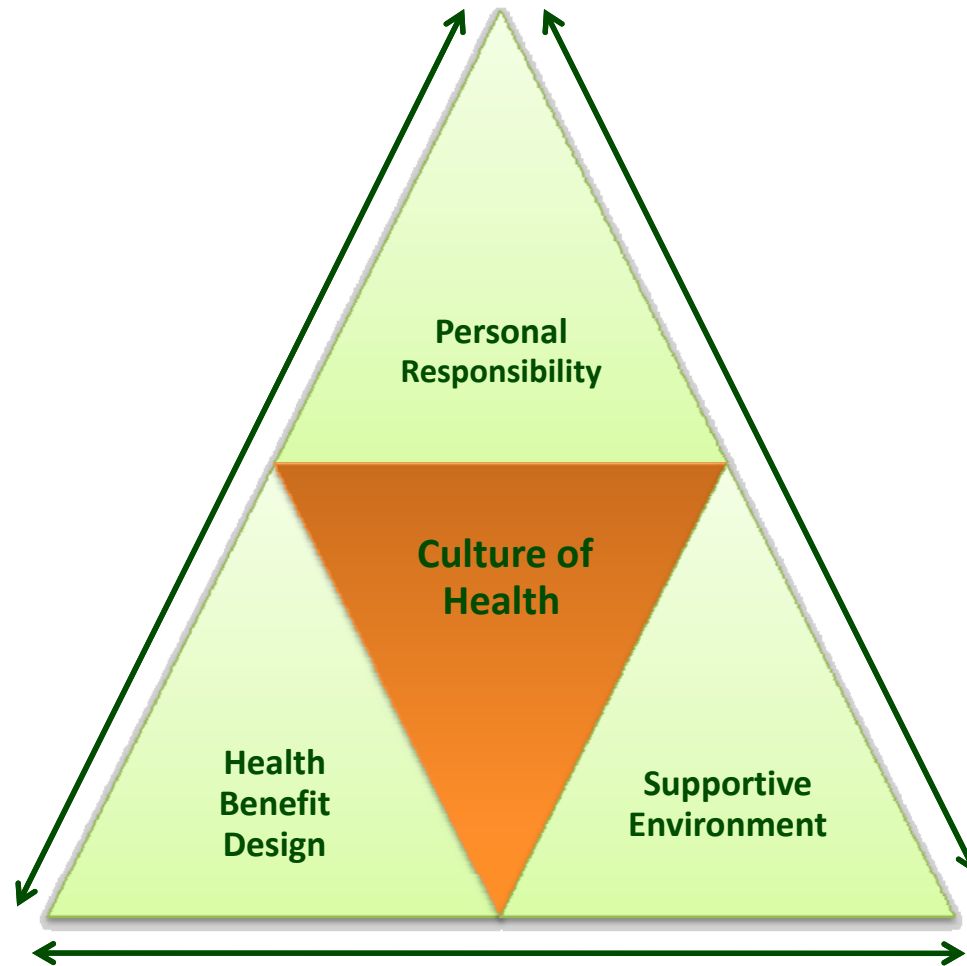 Personal
Responsibility
Culture of
Health
Health
Benefit
Design
Supportive
Environment